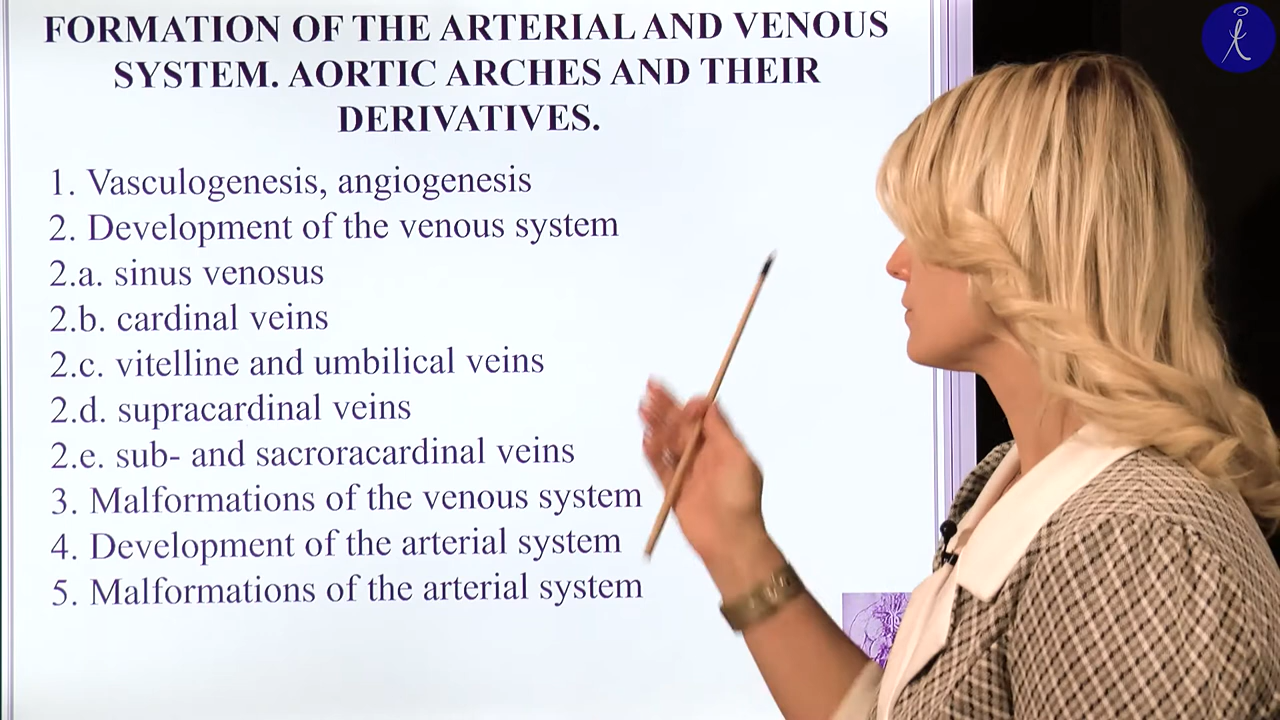 FORMATION OF THE ARTERIAL AND VENOUS
SYSTEM. AORTIC ARCHES AND THEIR
DERIVATIVES.
1. Vasculogenesis, angiogenesis
2. Development of the venous system
2.a. sinus venosus
2.b. cardinal veins
2.c. vitelline and umbilical veins
2.d. supracardinal veins
2.e. sub- and sacroracardinal veins
3. Malformations of the venous system
4. Development of the arterial system
5. Malformations of the arterial system